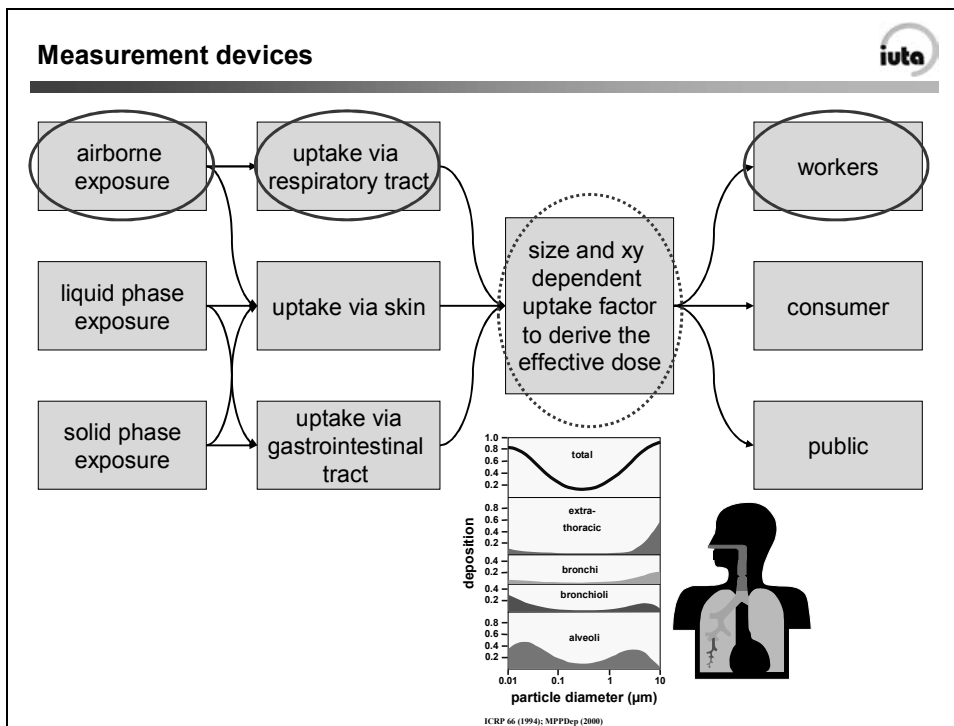 Measurement devices
iuta
airborne
exposure
uptake via
respiratory tract
workers
liquid phase
exposure
uptake via skin
size and xy
dependent
uptake factor
to derive the
effective dose
consumer
solid phase
exposure
uptake via
gastrointestinal
tract
public
1.0
0.8
0.6
0.4
0.2
total
0.8
0.6
0.4
0.2
extra-
thoracic
0.4
0.2
bronchi
0.4
0.2
bronchioli
0.8
0.6
0.4
0.2
alveoli
deposition
0.01 0.1 1 10
particle diameter (µm)
ICRP 66 (1994); MPPDep (2000)